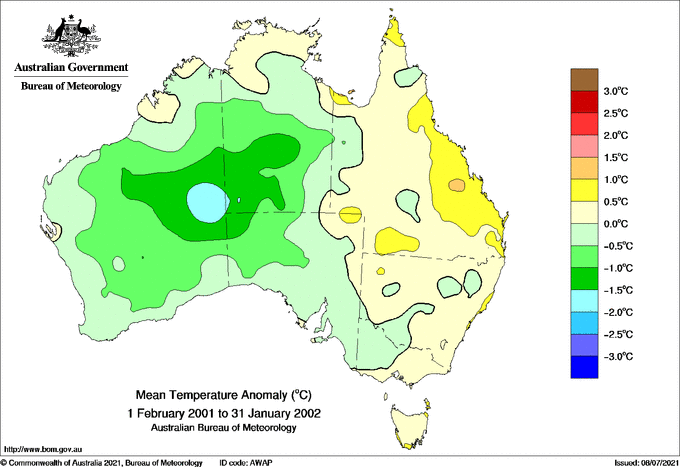 Australian Government
Bureau of Meteorology
3.0°C
2.5°C
2.0°C
1.5°C
1.0°C
0.5°C
0.0°C
−0.5°C
−1.0°C
−1.5°C
−2.0°C
−2.5°C
−3.0°C
Mean Temperature Anomaly (°C)
1 February 2001 to 31 January 2002
Australian Bureau of Meteorology
http://www.bom.gov.au
© Commonwealth of Australia 2021, Bureau of Meteorology ID code: AWAP Issued: 08/07/2021